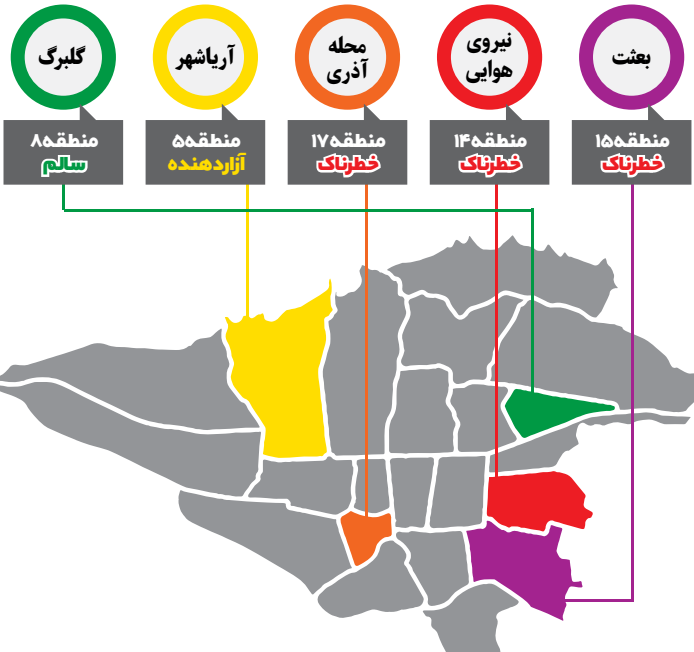 بعثت
منطقه۱۵
خطرناک
نیروی
هوایی
منطقه۱۴
خطرناک
محله
آذری
منطقه۱۷
خطرناک
آریاشهر
منطقه۵
آزاردهنده
گلبرگ
منطقه۸
سالم